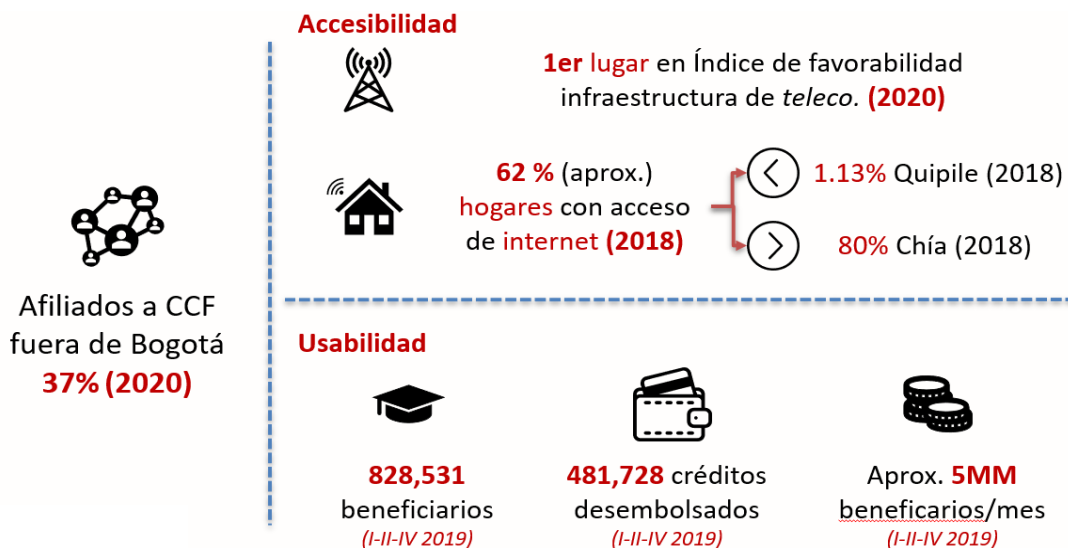 Afiliados a CCF
fuera de Bogotá
37% (2020)
Accesibilidad
1er lugar en Índice de favorabilidad
infraestructura de teleco. (2020)
62 % (aprox.)
hogares con acceso
de internet (2018)
< 1.13% Quipile (2018)
> 80% Chía (2018)
Usabilidad
828,531
beneficiarios
(I-II-IV 2019)
481,728 créditos
desembolsados
(I-II-IV 2019)
Aprox. 5MM
beneficarios/mes
(I-II-IV 2019)